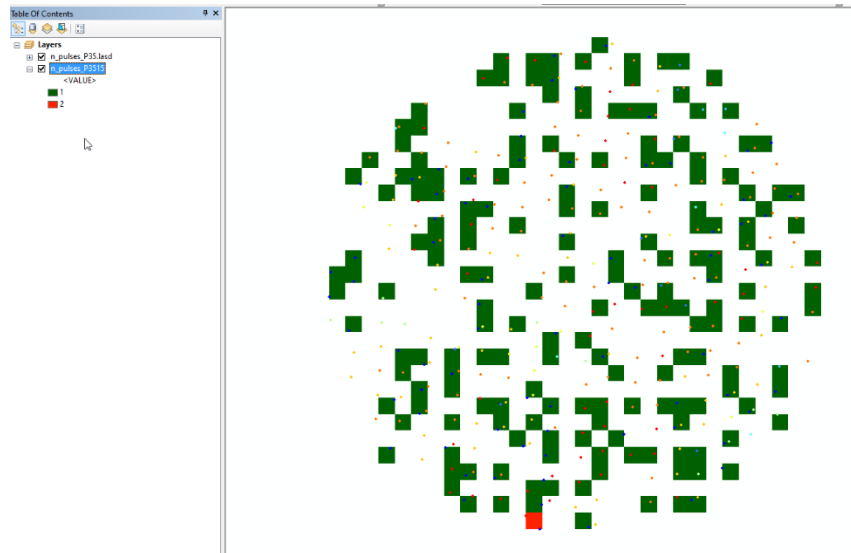 Table Of Contents
Layers
n_pulses_P35.lasd
n_pulses_P3515
<VALUE>
1
2